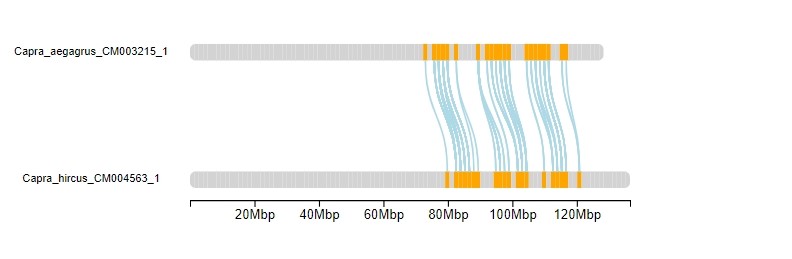 Capra_aegagrus_CM003215_1
Capra_hircus_CM004563_1
20Mbp 40Mbp 60Mbp 80Mbp 100Mbp 120Mbp